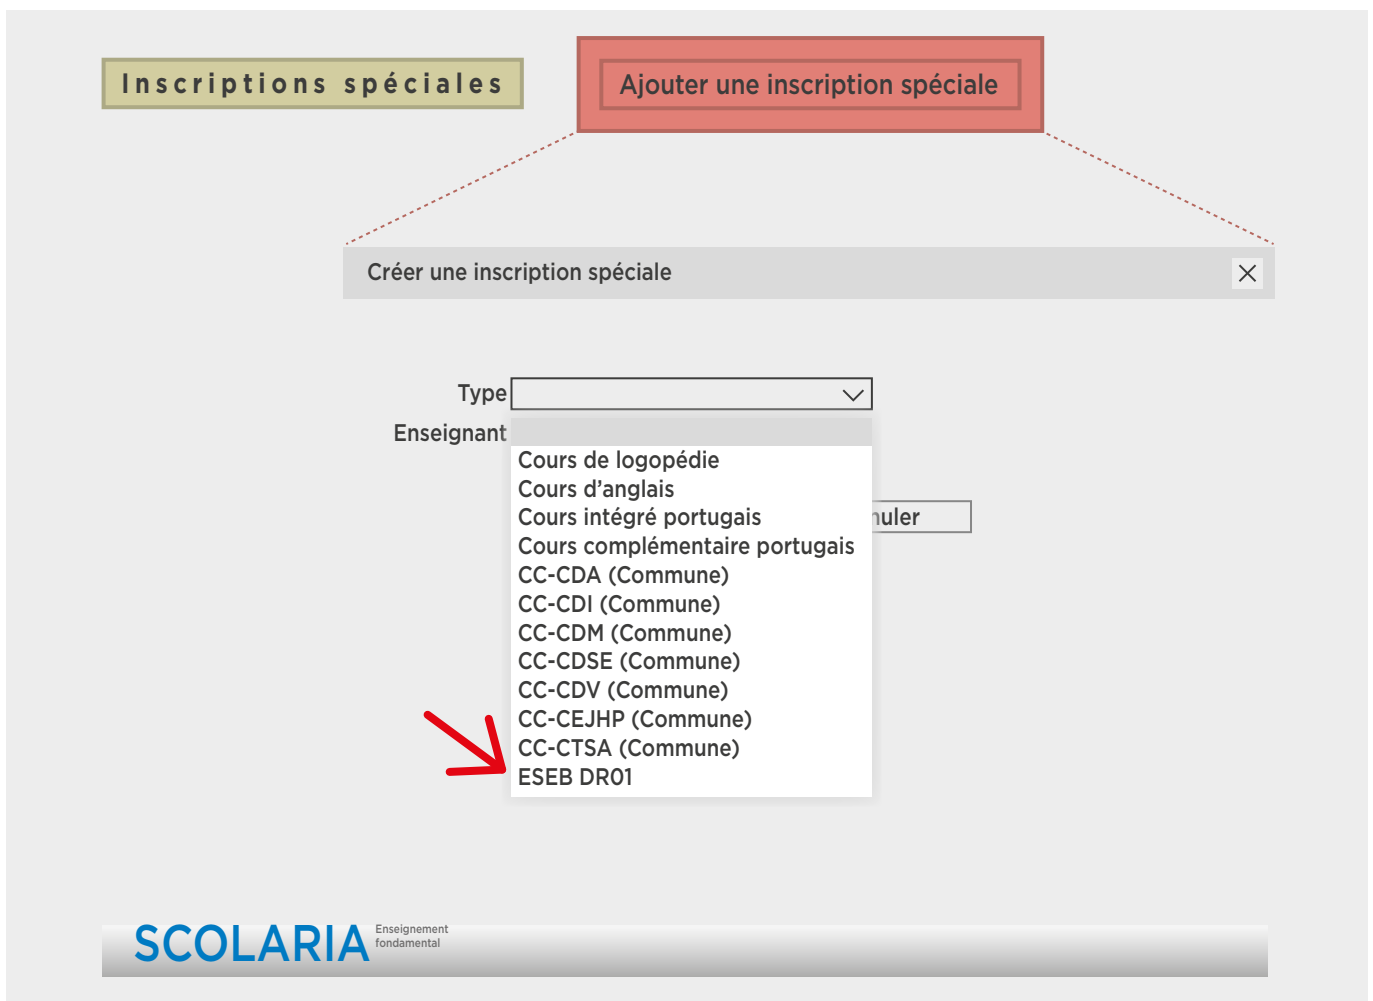 Inscriptions spéciales
Ajouter une inscription spéciale
Créer une inscription spéciale
Type
Enseignant
Cours de logopédie
Cours d’anglais
Cours intégré portugais
Cours complémentaire portugais
CC-CDA (Commune)
CC-CDI (Commune)
CC-CDM (Commune)
CC-CDSE (Commune)
CC-CDV (Commune)
CC-CEJHP (Commune)
CC-CTSA (Commune)
ESEB DR01
SCOLARIA
Enseignement
fondamental